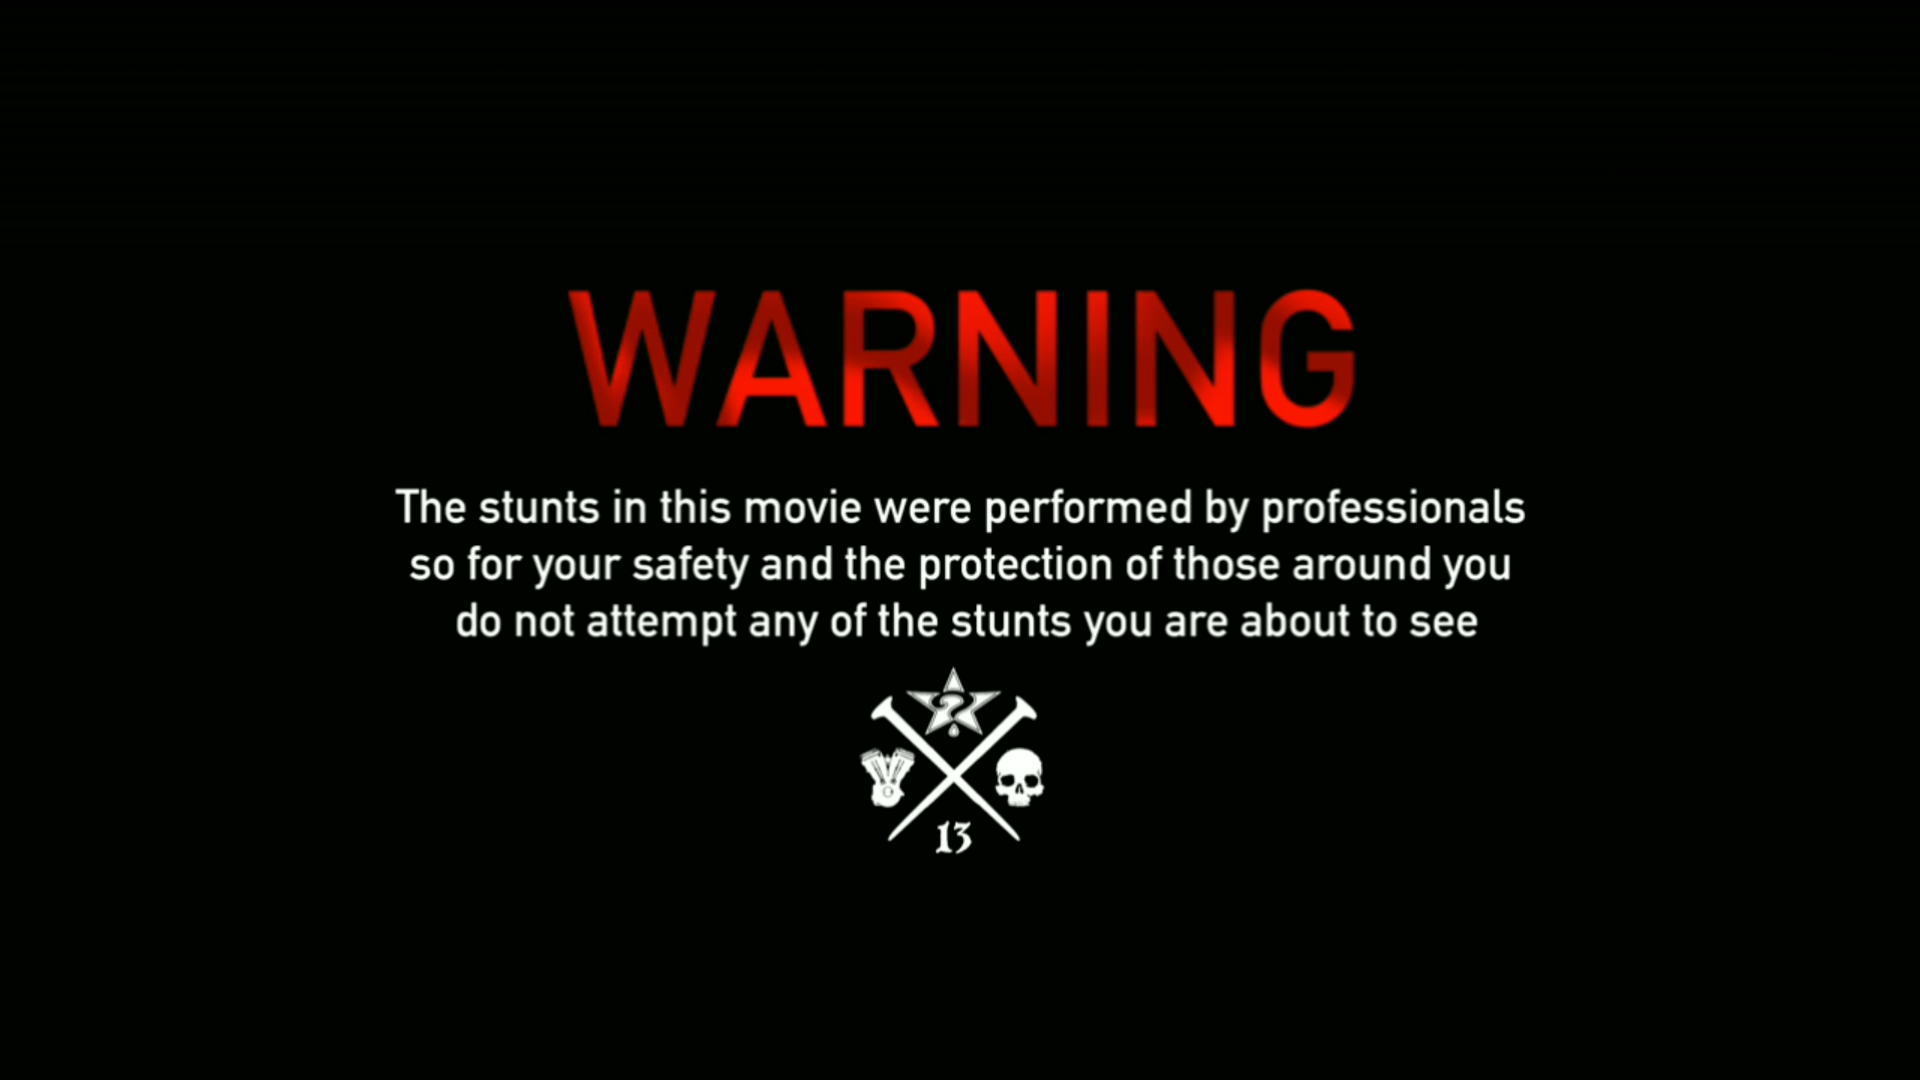 WARNING
The stunts in this movie were performed by professionals
so for your safety and the protection of those around you
do not attempt any of the stunts you are about to see
13